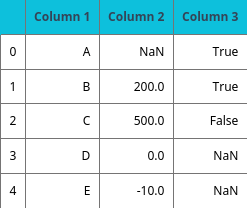 Column 1 Column 2 Column 3
0 A NaN True
1 B 200.0 True
2 C 500.0 False
3 D 0.0 NaN
4 E -10.0 NaN